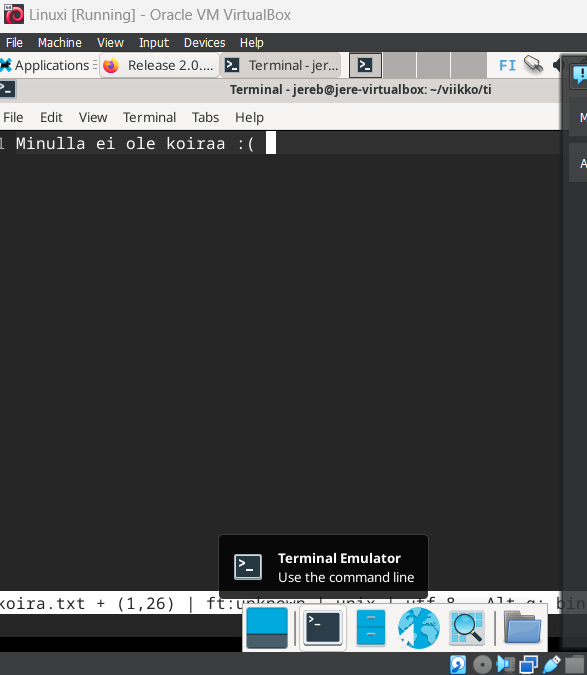 Linuxi [Running] - Oracle VM VirtualBox
File Machine View Input Devices Help
Applications Release 2.0.... Terminal - jer... FI
Terminal - jereb@jere-virtualbox: ~/viikko/ti
File Edit View Terminal Tabs Help
1 Minulla ei ole koiraa :(
Terminal Emulator
Use the command line
koira.txt + (1,26) | ft:unknown | unix | utf-8 Alt-g: bin